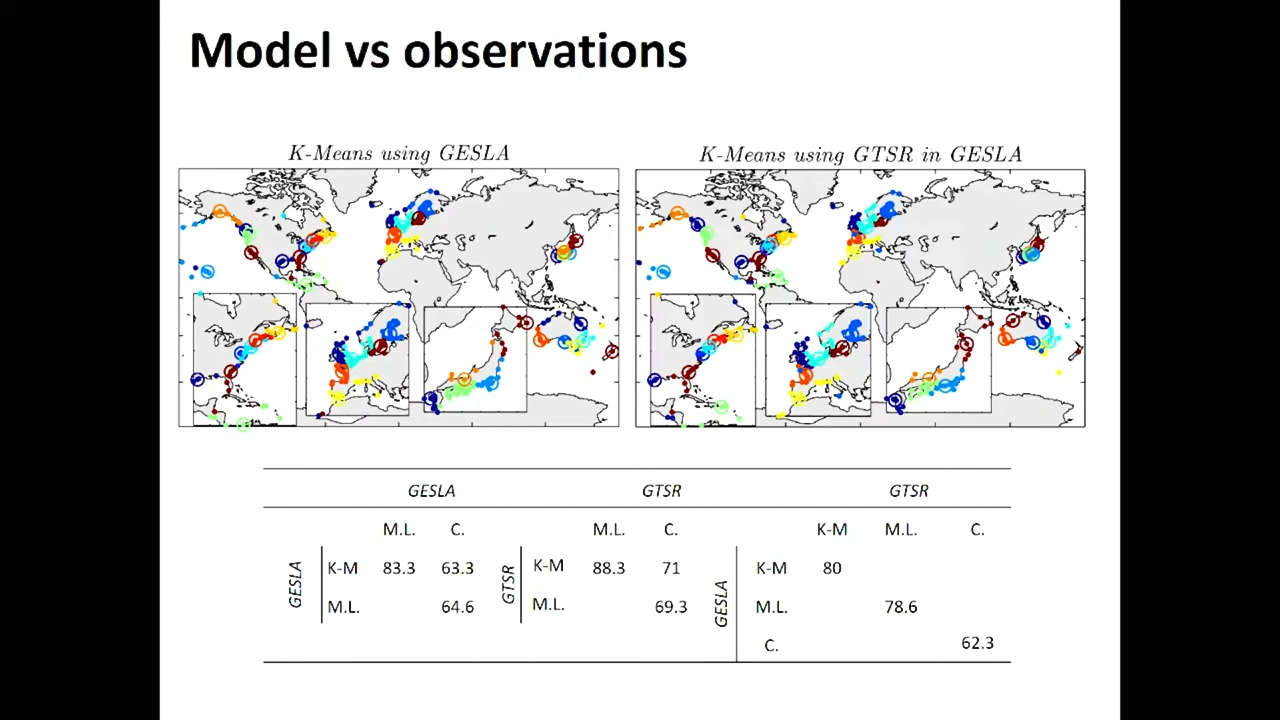 Model vs observations
K-Means using GESLA
K-Means using GTSR in GESLA
GESLA GTSR GTSR
M.L. C. M.L. C. K-M M.L. C.
GESLA K-M 83.3 63.3 GTSR K-M 88.3 71 GESLA K-M 80
M.L. 64.6 M.L. 69.3 M.L. 78.6
C. 62.3